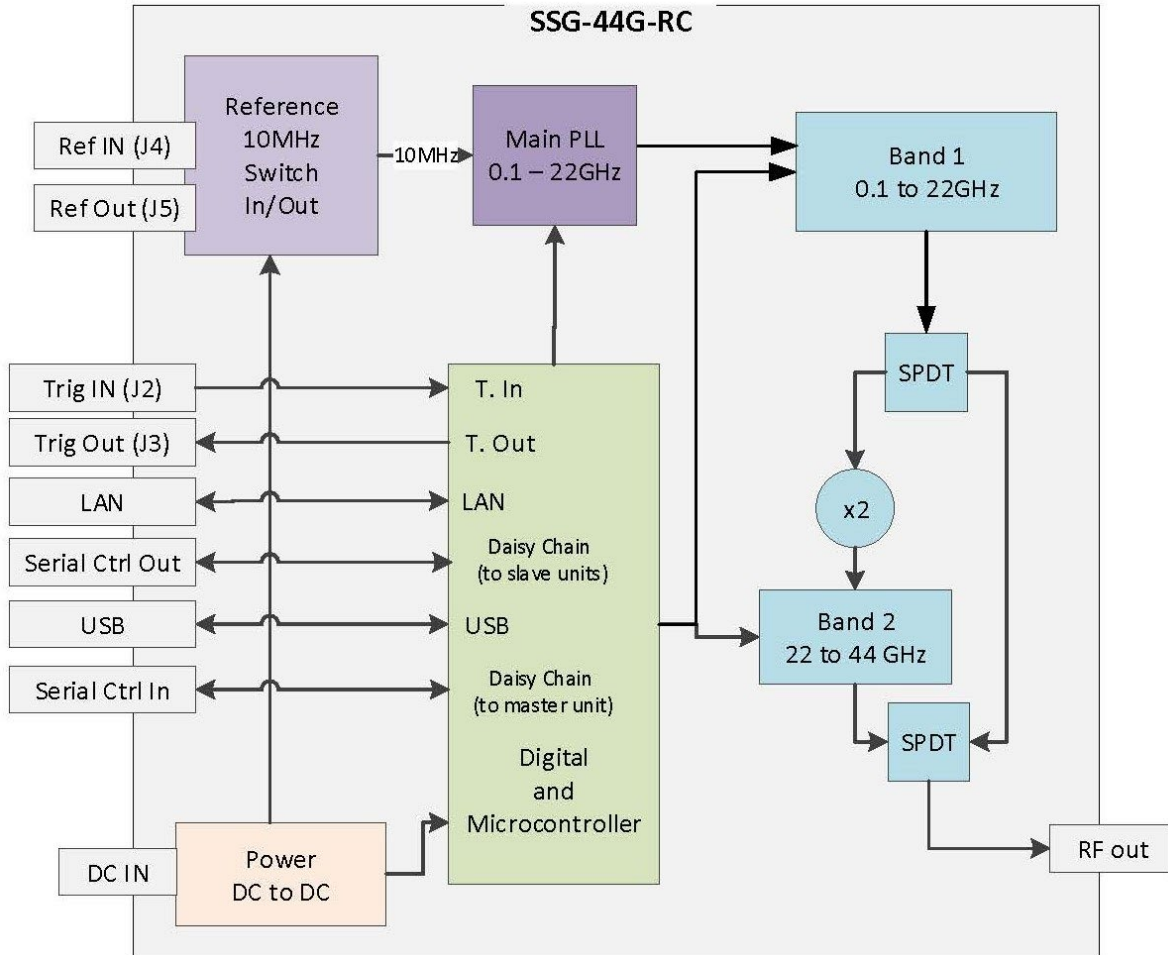 SSG-44G-RC
Reference
10MHz
Switch
In/Out
Ref IN (J4)
Ref Out (J5)
10MHz
Main PLL
0.1 – 22GHz
Band 1
0.1 to 22GHz
SPDT
x2
Band 2
22 to 44 GHz
SPDT
RF out
Trig IN (J2)
T. In
Trig Out (J3)
T. Out
LAN
LAN
Serial Ctrl Out
Daisy Chain
(to slave units)
USB
USB
Serial Ctrl In
Daisy Chain
(to master unit)
Digital
and
Microcontroller
DC IN
Power
DC to DC